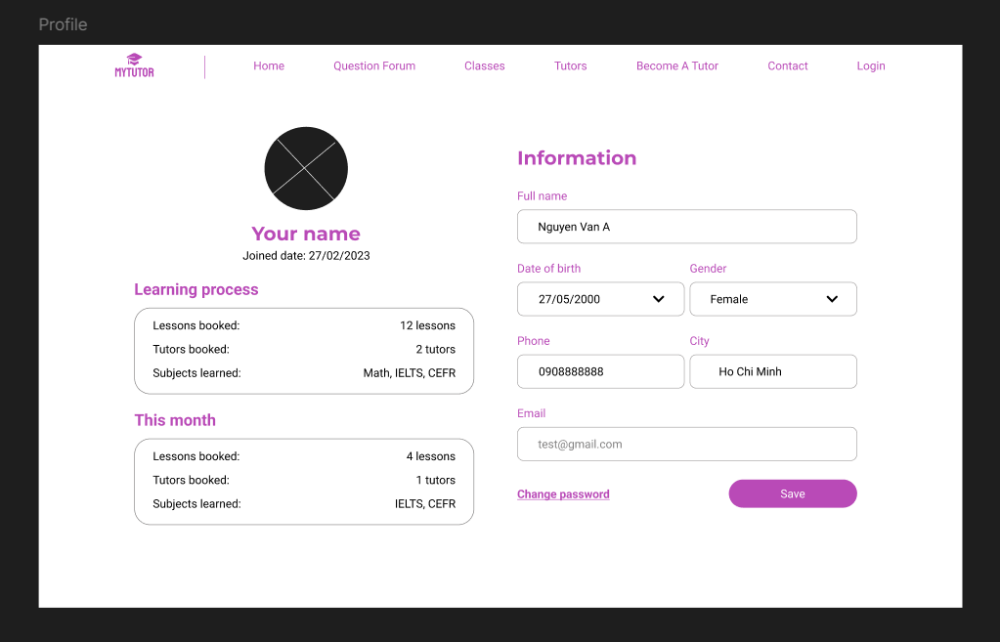 Profile
MYTUTOR
Home Question Forum Classes Tutors Become A Tutor Contact Login
Your name
Joined date: 27/02/2023
Learning process
Lessons booked: 12 lessons
Tutors booked: 2 tutors
Subjects learned: Math, IELTS, CEFR
This month
Lessons booked: 4 lessons
Tutors booked: 1 tutors
Subjects learned: IELTS, CEFR
Information
Full name
Nguyen Van A
Date of birth Gender
27/05/2000 Female
Phone City
0908888888 Ho Chi Minh
Email
test@gmail.com
Change password Save